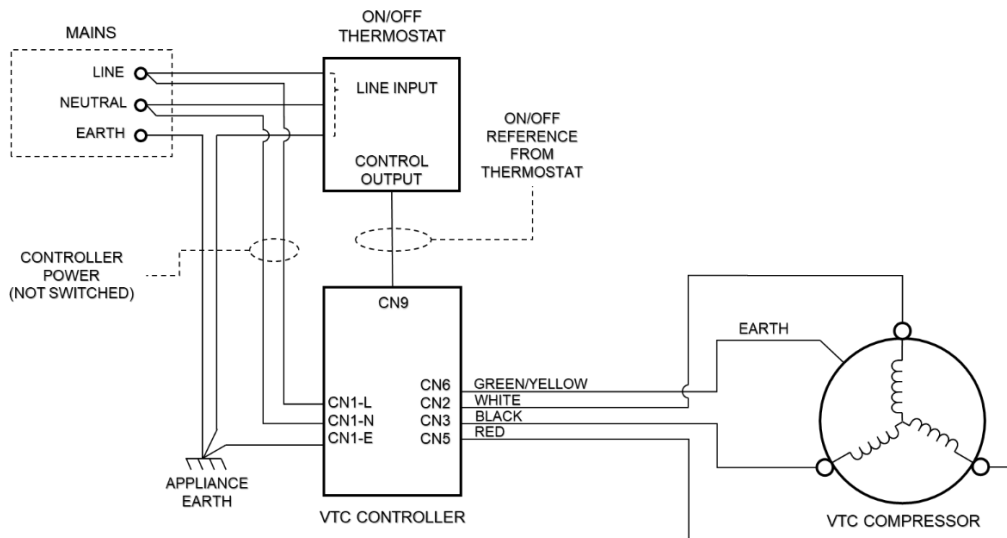 ON/OFF
THERMOSTAT
MAINS
LINE
NEUTRAL
EARTH
LINE INPUT
CONTROL
OUTPUT
ON/OFF
REFERENCE
FROM
THERMOSTAT
CONTROLLER
POWER
(NOT SWITCHED)
CN9
CN1-L
CN1-N
CN1-E
CN6
CN2
CN3
CN5
GREEN/YELLOW
WHITE
BLACK
RED
EARTH
APPLIANCE
EARTH
VTC CONTROLLER
VTC COMPRESSOR